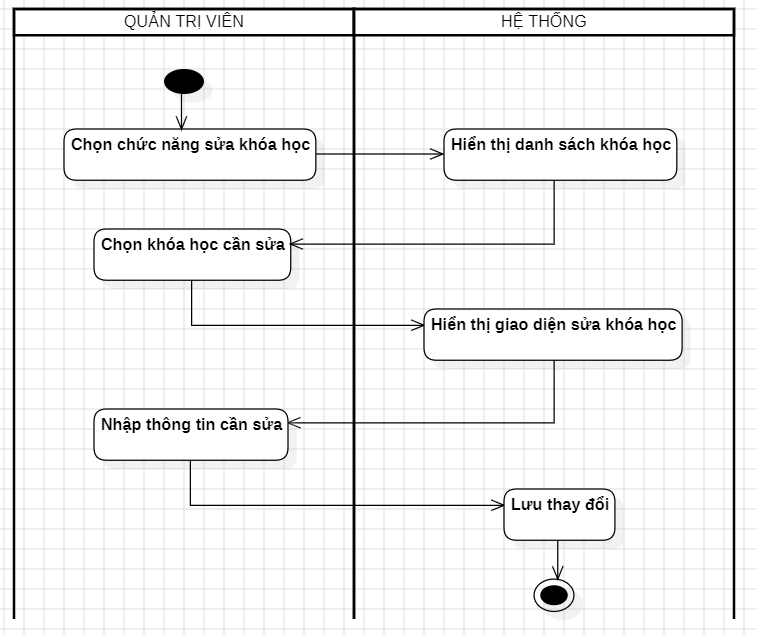 QUẢN TRỊ VIÊN
HỆ THỐNG
Chọn chức năng sửa khóa học
Hiển thị danh sách khóa học
Chọn khóa học cần sửa
Hiển thị giao diện sửa khóa học
Nhập thông tin cần sửa
Lưu thay đổi